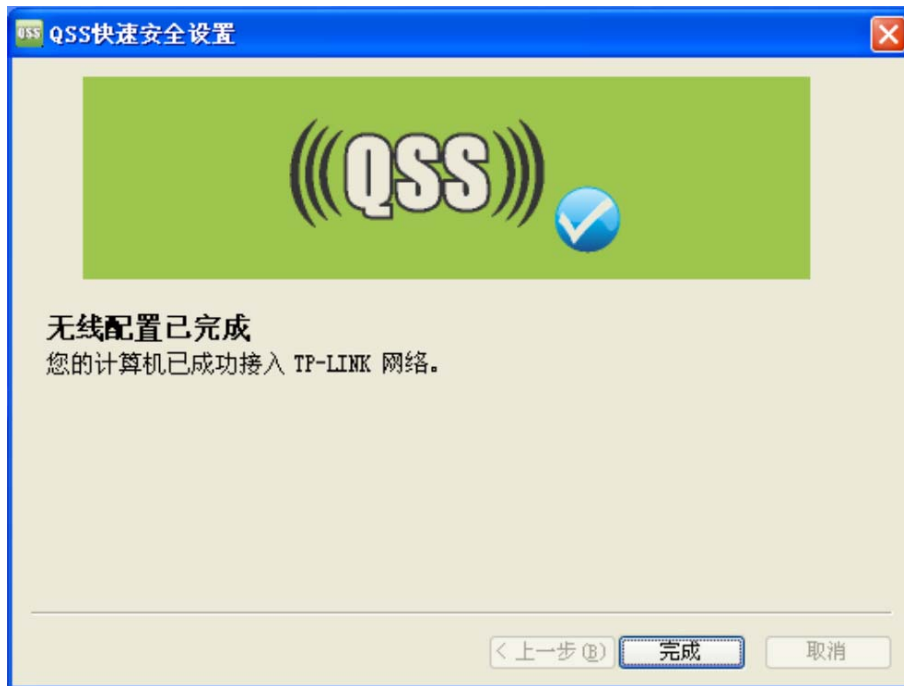 QSS QSS快速安全设置
(((QSS)))
无线配置已完成
您的计算机已成功接入 TP-LINK 网络。
< 上一步(B) 完成 取消